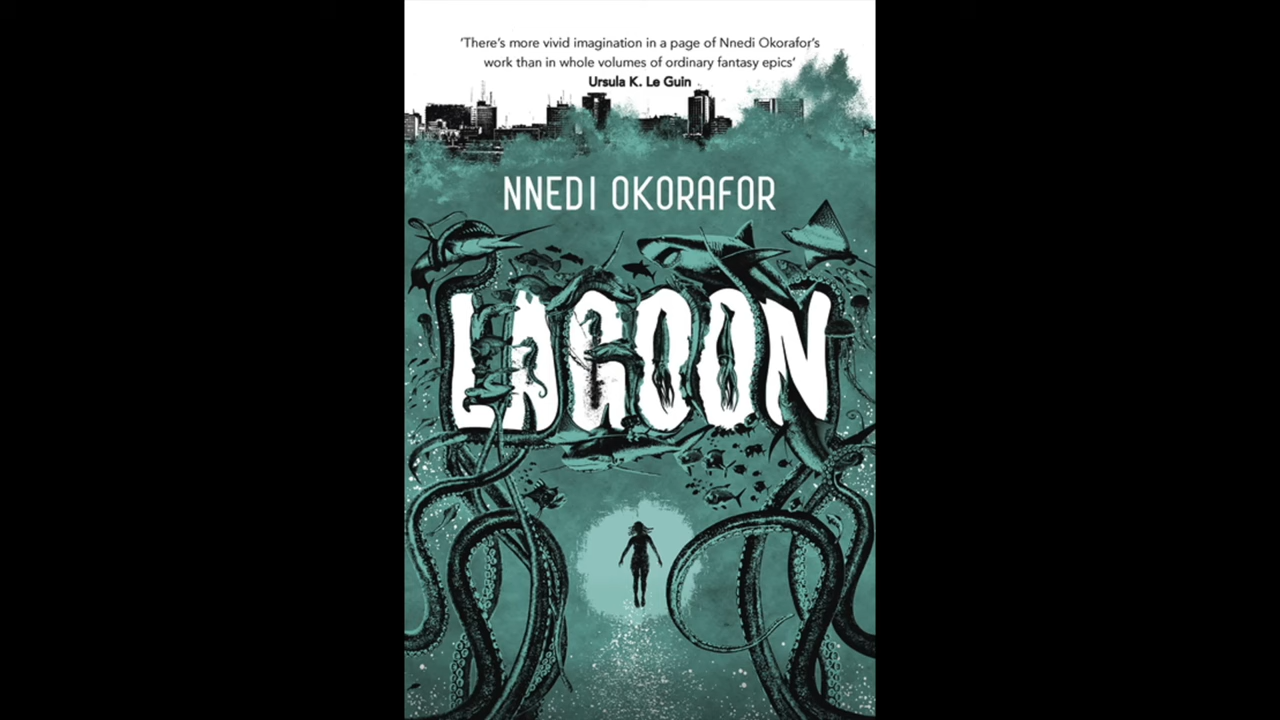 ‘There’s more vivid imagination in a page of Nnedi Okorafor’s
work than in whole volumes of ordinary fantasy epics’
Ursula K. Le Guin
NNEDI OKORAFOR
LAGOON